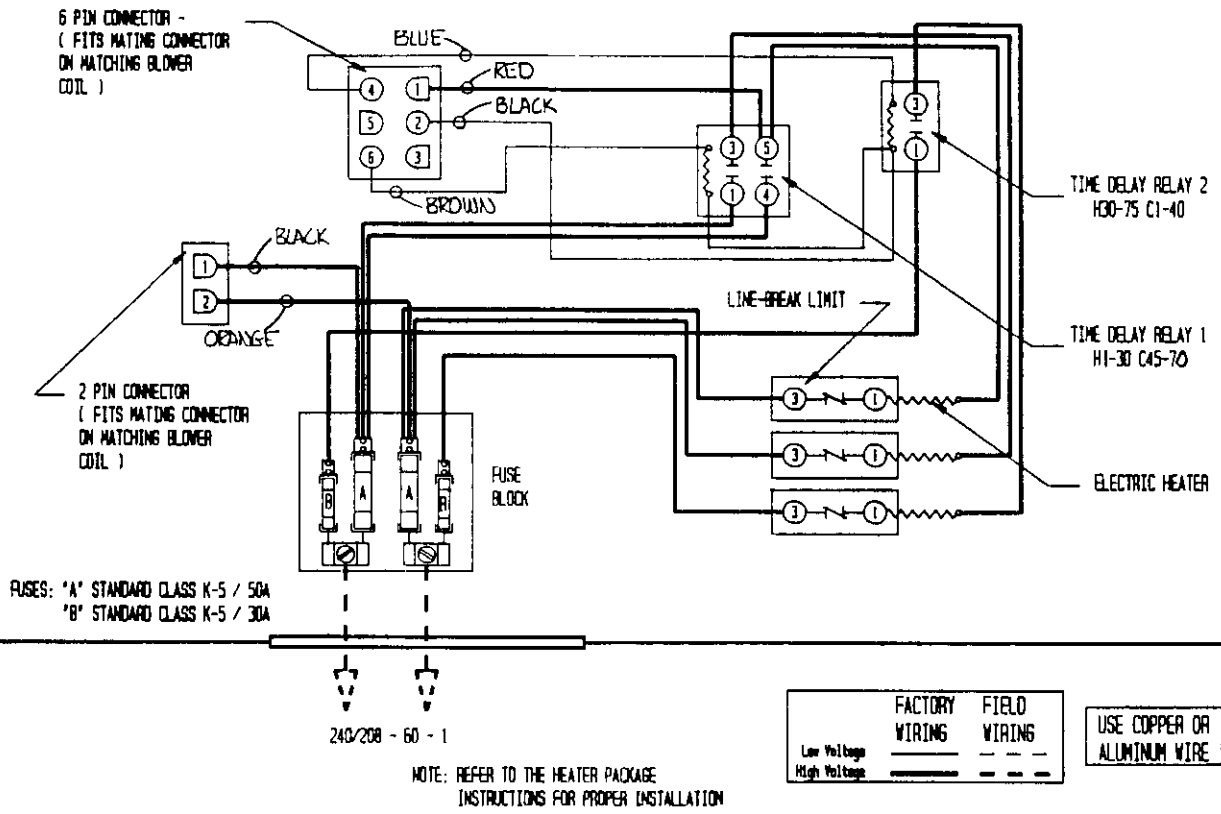 6 PIN CONNECTOR -
( FITS MATING CONNECTOR
ON MATCHING BLOWER
COIL )
BLUE
RED
BLACK
4 1
5 2
6 3
BROWN
3 5
1 4
3
1
TIME DELAY RELAY 2
H30-75 C1-40
BLACK
1
2
ORANGE
LINE-BREAK LIMIT
TIME DELAY RELAY 1
H1-30 C45-70
2 PIN CONNECTOR
( FITS MATING CONNECTOR
ON MATCHING BLOWER
COIL )
3 1
3 1
3 1
ELECTRIC HEATER
B A A B
FUSE
BLOCK
FUSES: "A" STANDARD CLASS K-5 / 50A
"B" STANDARD CLASS K-5 / 30A
240/208 - 60 - 1
NOTE: REFER TO THE HEATER PACKAGE
INSTRUCTIONS FOR PROPER INSTALLATION
FACTORY FIELD
WIRING WIRING
Low Voltage
High Voltage
USE COPPER OR
ALUMINUM WIRE